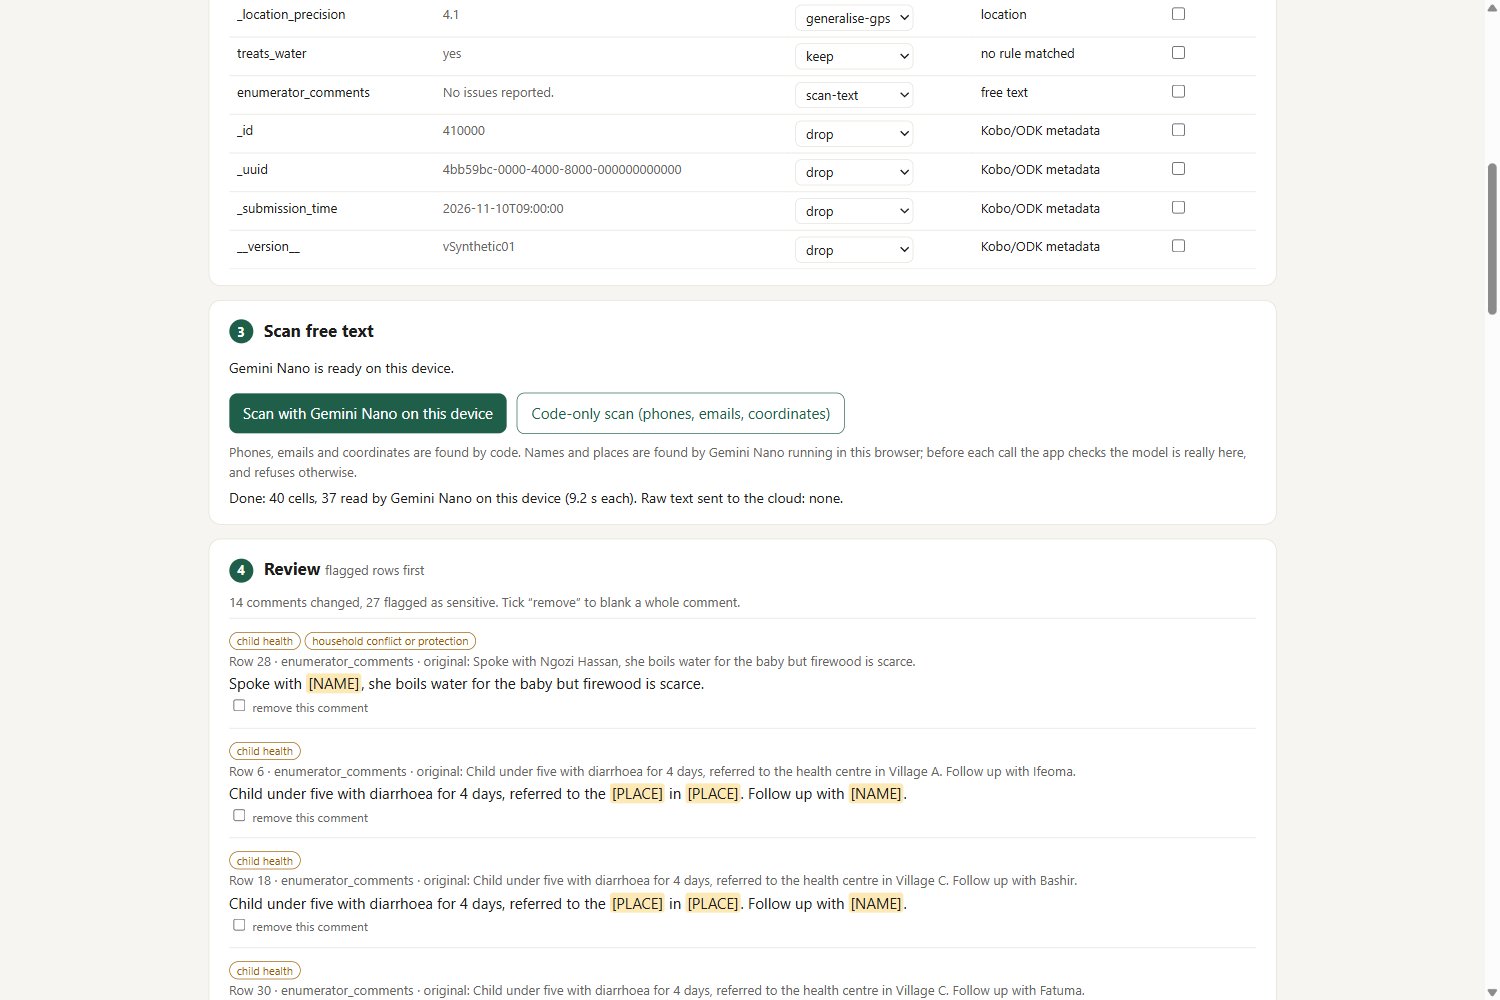 _location_precision 4.1 generalise-gps location
treats_water yes keep no rule matched
enumerator_comments No issues reported. scan-text free text
_id 410000 drop Kobo/ODK metadata
_uuid 4bb59bc-0000-4000-8000-000000000000 drop Kobo/ODK metadata
_submission_time 2026-11-10T09:00:00 drop Kobo/ODK metadata
__version__ vSynthetic01 drop Kobo/ODK metadata
3 Scan free text
Gemini Nano is ready on this device.
Scan with Gemini Nano on this device Code-only scan (phones, emails, coordinates)
Phones, emails and coordinates are found by code. Names and places are found by Gemini Nano running in this browser; before each call the app checks the model is really here,
and refuses otherwise.
Done: 40 cells, 37 read by Gemini Nano on this device (9.2 s each). Raw text sent to the cloud: none.
4 Review flagged rows first
14 comments changed, 27 flagged as sensitive. Tick “remove” to blank a whole comment.
child health household conflict or protection
Row 28 · enumerator_comments · original: Spoke with Ngozi Hassan, she boils water for the baby but firewood is scarce.
Spoke with [NAME], she boils water for the baby but firewood is scarce.
remove this comment
child health
Row 6 · enumerator_comments · original: Child under five with diarrhoea for 4 days, referred to the health centre in Village A. Follow up with Ifeoma.
Child under five with diarrhoea for 4 days, referred to the [PLACE] in [PLACE]. Follow up with [NAME].
remove this comment
child health
Row 18 · enumerator_comments · original: Child under five with diarrhoea for 4 days, referred to the health centre in Village C. Follow up with Bashir.
Child under five with diarrhoea for 4 days, referred to the [PLACE] in [PLACE]. Follow up with [NAME].
remove this comment
child health
Row 30 · enumerator_comments · original: Child under five with diarrhoea for 4 days, referred to the health centre in Village C. Follow up with Fatuma.